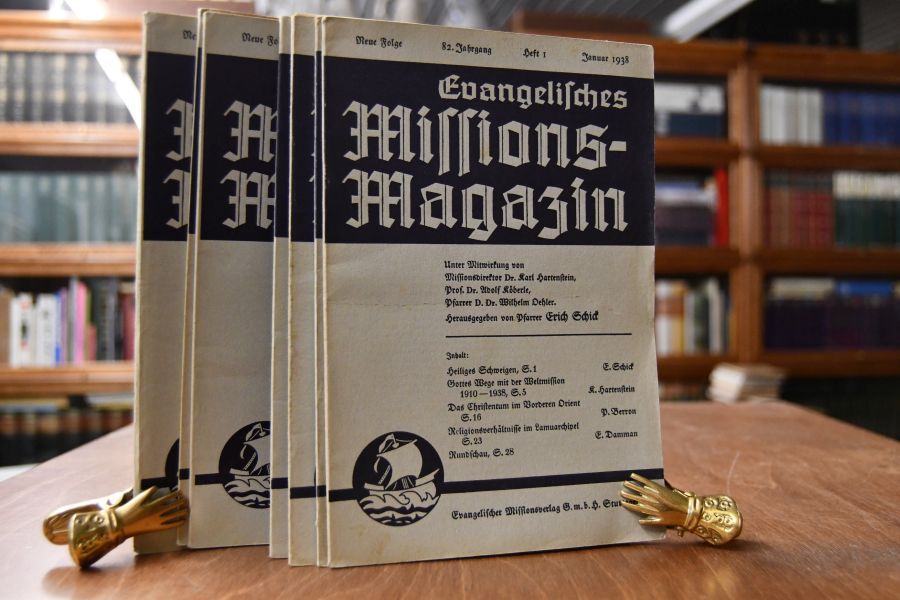 Neue Folge 82. Jahrgang Heft 1 Januar 1938
Evangelisches
Missions-
Magazin
Unter Mitwirkung von
Missionsdirektor Dr. Karl Hartenstein,
Prof. Dr. Adolf Köberle,
Pfarrer D. Dr. Wilhelm Oehler.
Herausgegeben von Pfarrer Erich Schick
Inhalt:
Heiliges Schweigen, S. 1 E. Schick
Gottes Wege mit der Weltmission
1910–1938, S. 5 K. Hartenstein
Das Christentum im Vorderen Orient
S. 16 P. Berron
Religionsverhältnisse im Lamuarchipel
S. 23 E. Damman
Rundschau, S. 28
Evangelischer Missionsverlag G.m.b.H.
Neue